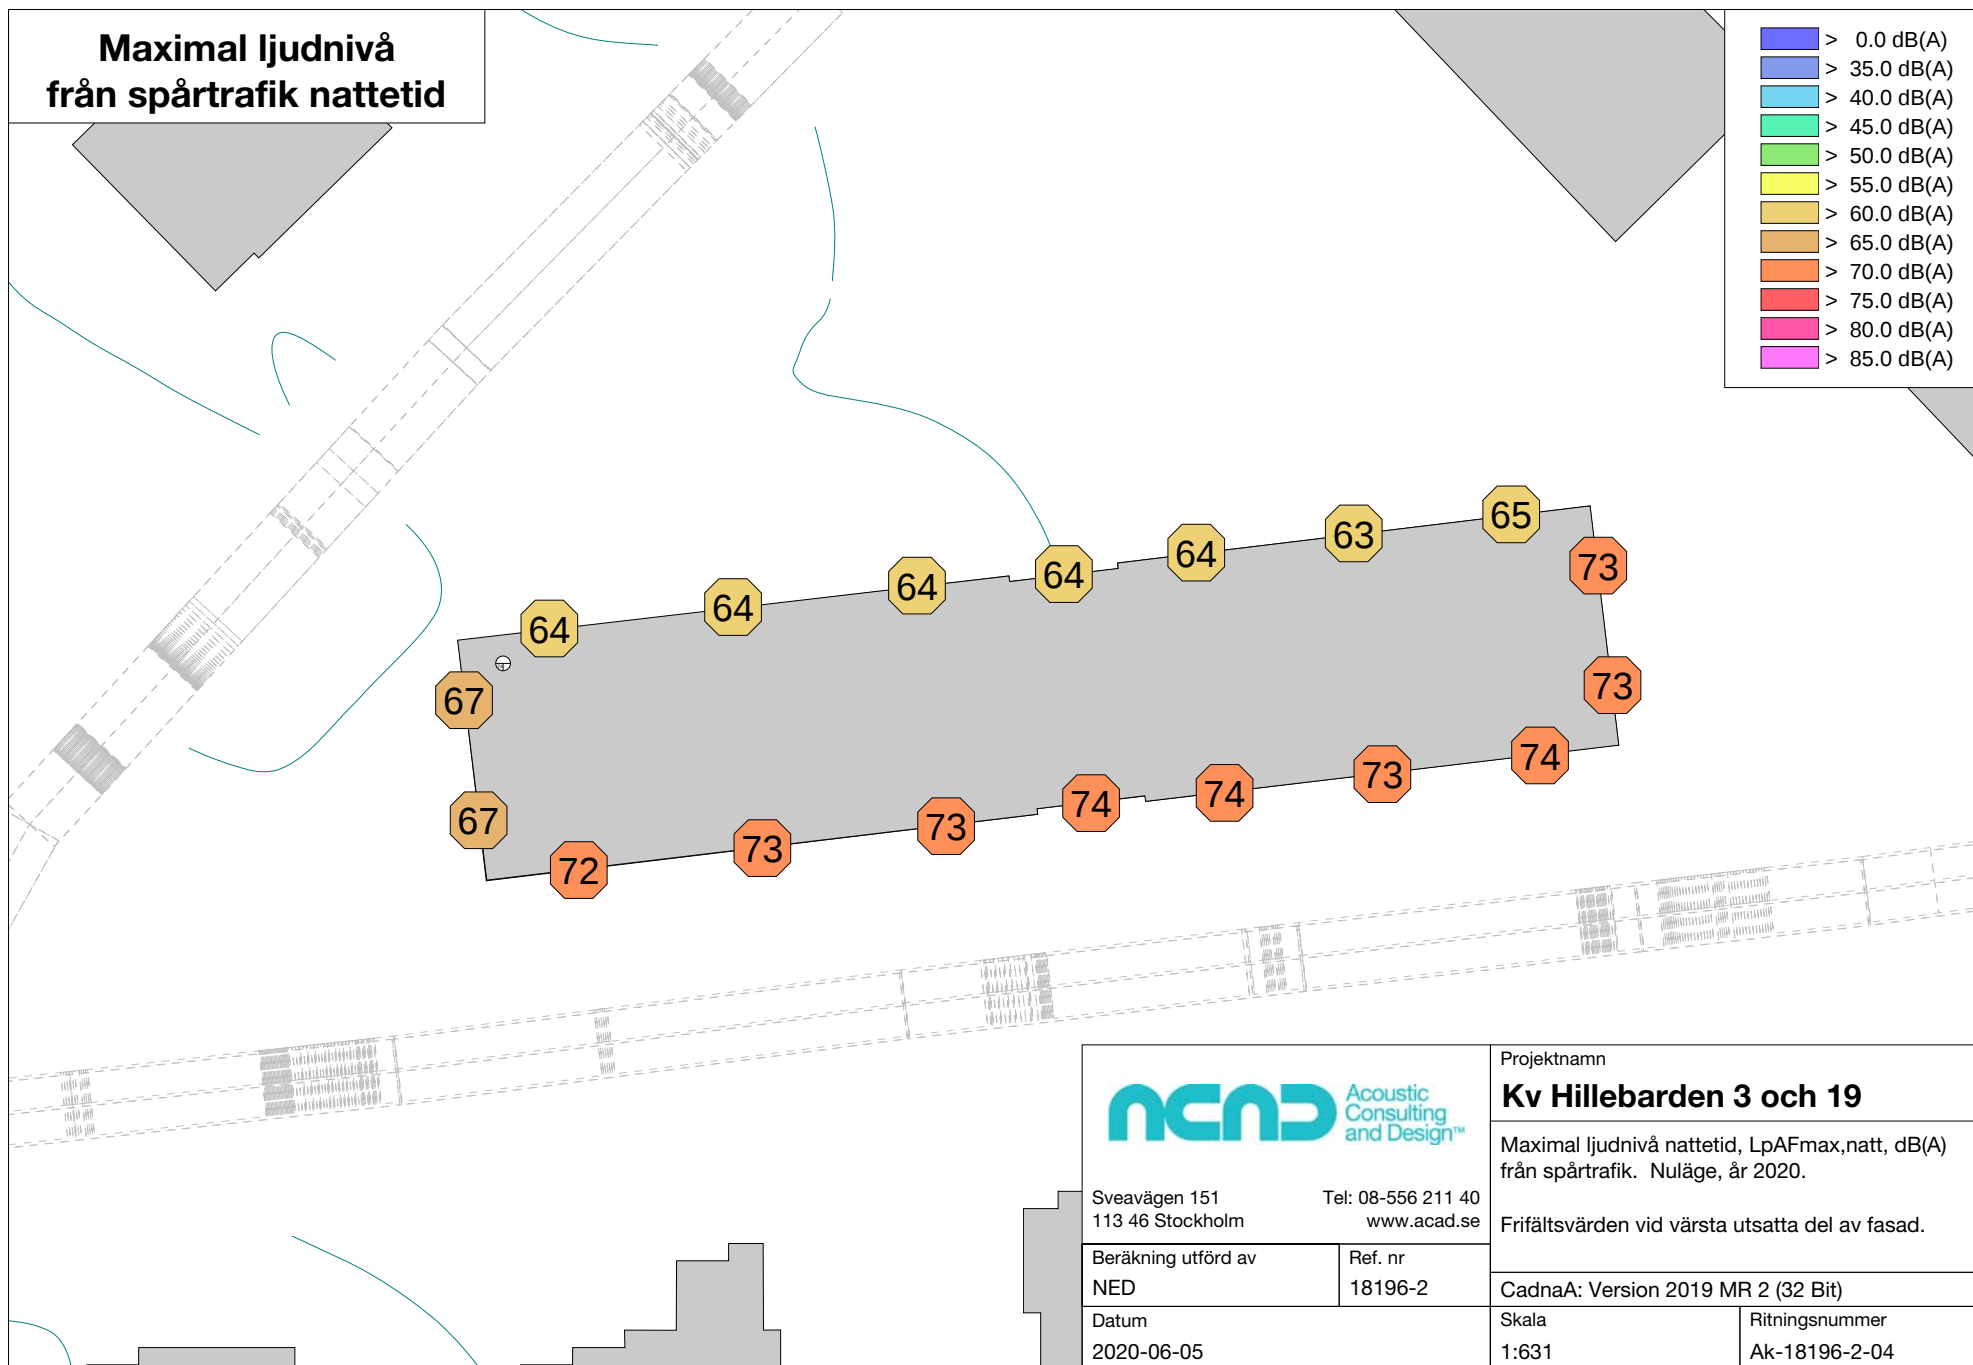 Maximal ljudnivå
från spårtrafik nattetid
> 0.0 dB(A)
> 35.0 dB(A)
> 40.0 dB(A)
> 45.0 dB(A)
> 50.0 dB(A)
> 55.0 dB(A)
> 60.0 dB(A)
> 65.0 dB(A)
> 70.0 dB(A)
> 75.0 dB(A)
> 80.0 dB(A)
> 85.0 dB(A)
65
63
64
64
64
64
64
73
73
67
67
74
73
74
74
73
73
72
acad
Acoustic
Consulting
and Design™
Sveavägen 151
113 46 Stockholm
Tel: 08-556 211 40
www.acad.se
Beräkning utförd av
NED
Ref. nr
18196-2
Datum
2020-06-05
Projektnamn
Kv Hillebarden 3 och 19
Maximal ljudnivå nattetid, LpAFmax,natt, dB(A)
från spårtrafik. Nuläge, år 2020.
Frifältsvärden vid värsta utsatta del av fasad.
CadnaA: Version 2019 MR 2 (32 Bit)
Skala
1:631
Ritningsnummer
Ak-18196-2-04